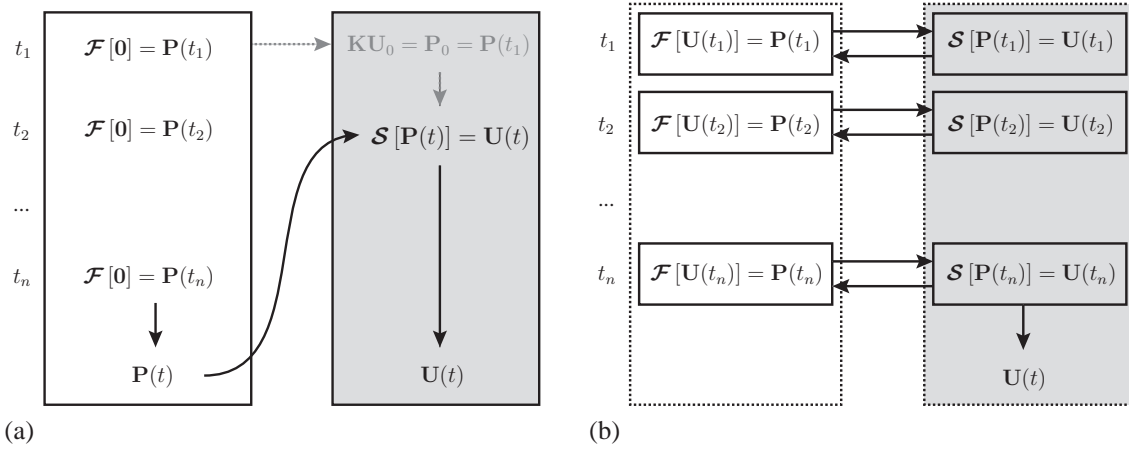 t₁ 𝓕 [𝟎] = 𝐏(t₁) 𝐊𝐔₀ = 𝐏₀ = 𝐏(t₁)
t₂ 𝓕 [𝟎] = 𝐏(t₂) 𝓢 [𝐏(t)] = 𝐔(t)
...
tₙ 𝓕 [𝟎] = 𝐏(tₙ)
𝐏(t) 𝐔(t)
(a)
t₁ 𝓕 [𝐔(t₁)] = 𝐏(t₁) 𝓢 [𝐏(t₁)] = 𝐔(t₁)
t₂ 𝓕 [𝐔(t₂)] = 𝐏(t₂) 𝓢 [𝐏(t₂)] = 𝐔(t₂)
...
tₙ 𝓕 [𝐔(tₙ)] = 𝐏(tₙ) 𝓢 [𝐏(tₙ)] = 𝐔(tₙ)
𝐔(t)
(b)